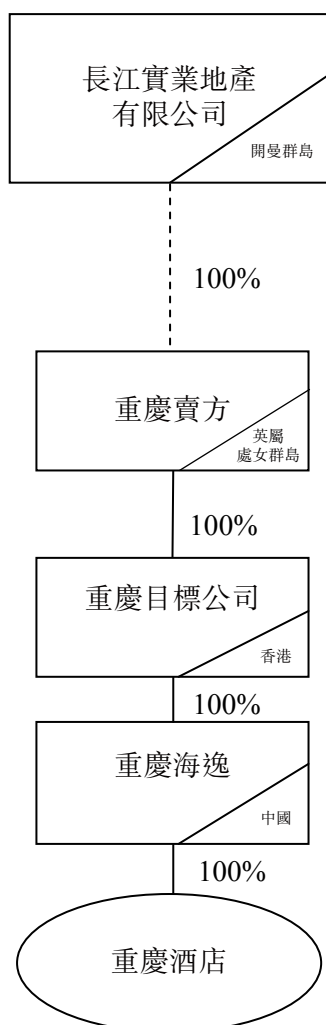 長江實業地產
有限公司
開曼群島
100%
重慶賣方
英屬
處女群島
100%
重慶目標公司
香港
100%
重慶海逸
中國
100%
重慶酒店